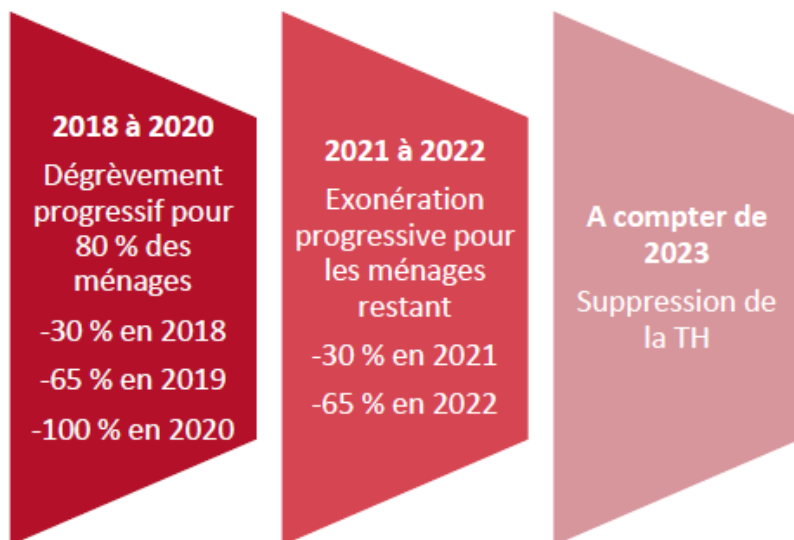 2018 à 2020
Dégrèvement
progressif pour
80 % des
ménages
-30 % en 2018
-65 % en 2019
-100 % en 2020
2021 à 2022
Exonération
progressive pour
les ménages
restant
-30 % en 2021
-65 % en 2022
A compter de
2023
Suppression de
la TH